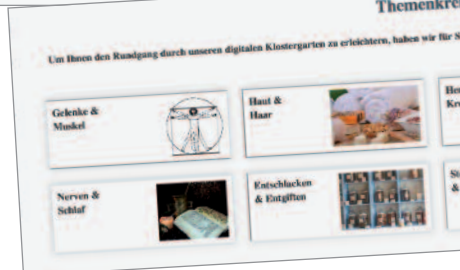 Themenkre
Um Ihnen den Rundgang durch unseren digitalen Klostergarten zu erleichtern, haben wir für S
Gelenke &
Muskel
Haut &
Haar
Nerven &
Schlaf
Entschlacken
& Entgiften
&